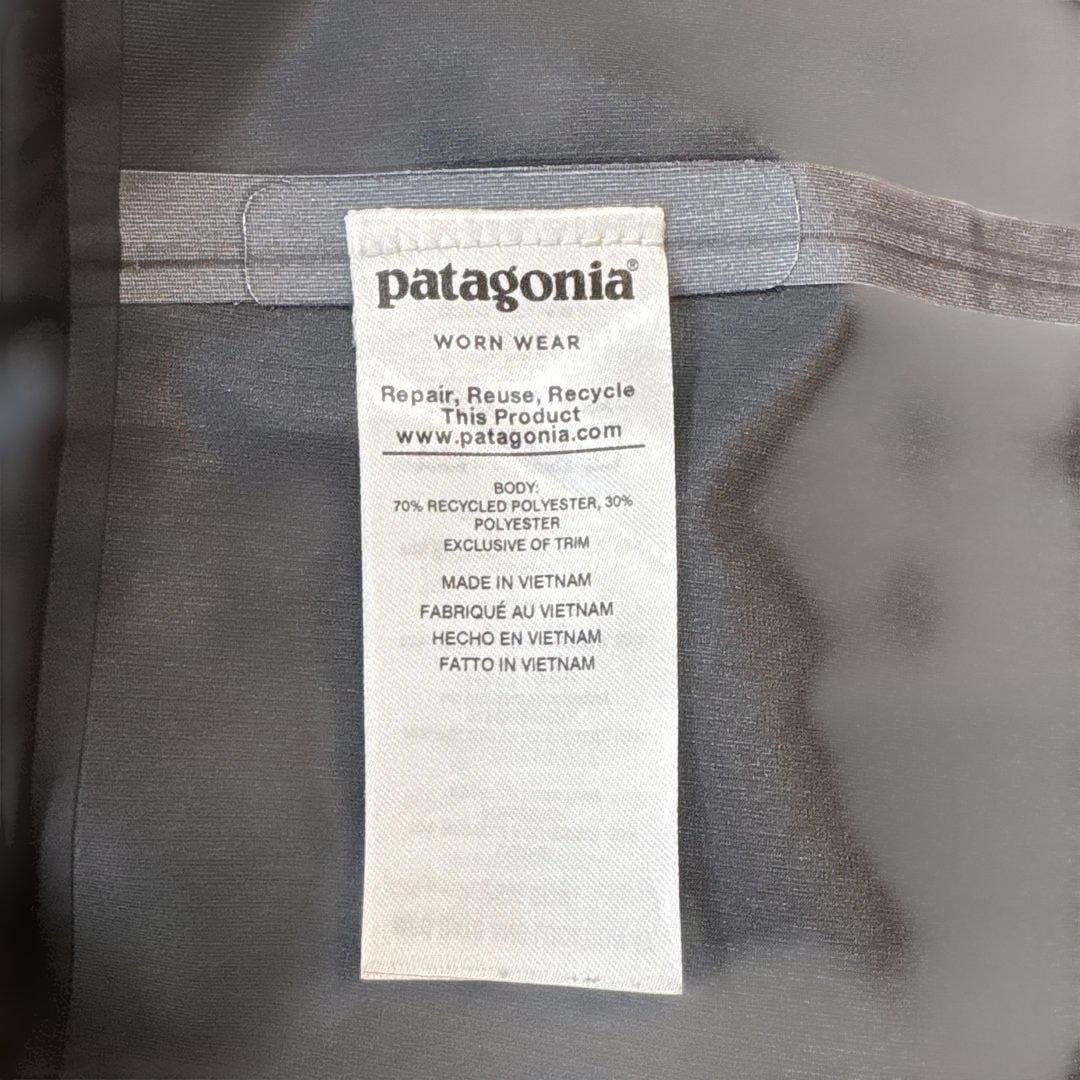 patagonia®
WORN WEAR
Repair, Reuse, Recycle
This Product
www.patagonia.com
BODY:
70% RECYCLED POLYESTER, 30%
POLYESTER
EXCLUSIVE OF TRIM
MADE IN VIETNAM
FABRIQUÉ AU VIETNAM
HECHO EN VIETNAM
FATTO IN VIETNAM